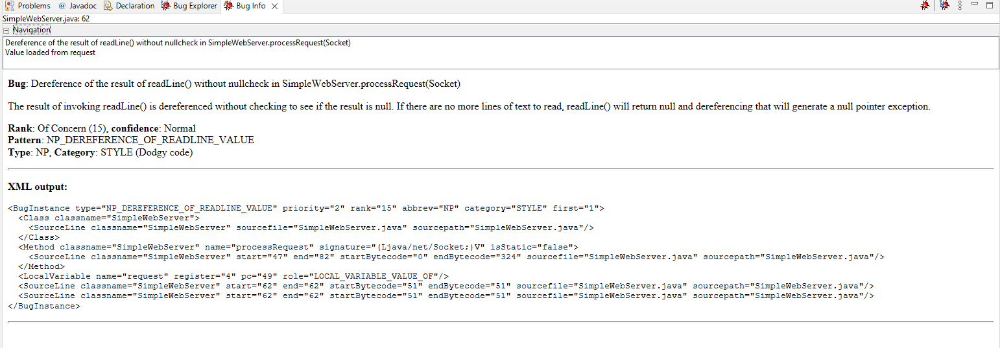 Problems @ Javadoc Declaration Bug Explorer Bug Info
SimpleWebServer.java: 62
Navigation
Dereference of the result of readLine() without nullcheck in SimpleWebServer.processRequest(Socket)
Value loaded from request
Bug: Dereference of the result of readLine() without nullcheck in SimpleWebServer.processRequest(Socket)
The result of invoking readLine() is dereferenced without checking to see if the result is null. If there are no more lines of text to read, readLine() will return null and dereferencing that will generate a null pointer exception.
Rank: Of Concern (15), confidence: Normal
Pattern: NP_DEREFERENCE_OF_READLINE_VALUE
Type: NP, Category: STYLE (Dodgy code)
XML output:
<BugInstance type="NP_DEREFERENCE_OF_READLINE_VALUE" priority="2" rank="15" abbrev="NP" category="STYLE" first="1">
  <Class classname="SimpleWebServer">
    <SourceLine classname="SimpleWebServer" sourcefile="SimpleWebServer.java" sourcepath="SimpleWebServer.java"/>
  </Class>
  <Method classname="SimpleWebServer" name="processRequest" signature="(Ljava/net/Socket;)V" isStatic="false">
    <SourceLine classname="SimpleWebServer" start="47" end="82" startBytecode="0" endBytecode="324" sourcefile="SimpleWebServer.java" sourcepath="SimpleWebServer.java"/>
  </Method>
  <LocalVariable name="request" register="4" pc="49" role="LOCAL_VARIABLE_VALUE_OF"/>
  <SourceLine classname="SimpleWebServer" start="62" end="62" startBytecode="51" endBytecode="51" sourcefile="SimpleWebServer.java" sourcepath="SimpleWebServer.java"/>
  <SourceLine classname="SimpleWebServer" start="62" end="62" startBytecode="51" endBytecode="51" sourcefile="SimpleWebServer.java" sourcepath="SimpleWebServer.java"/>
</BugInstance>